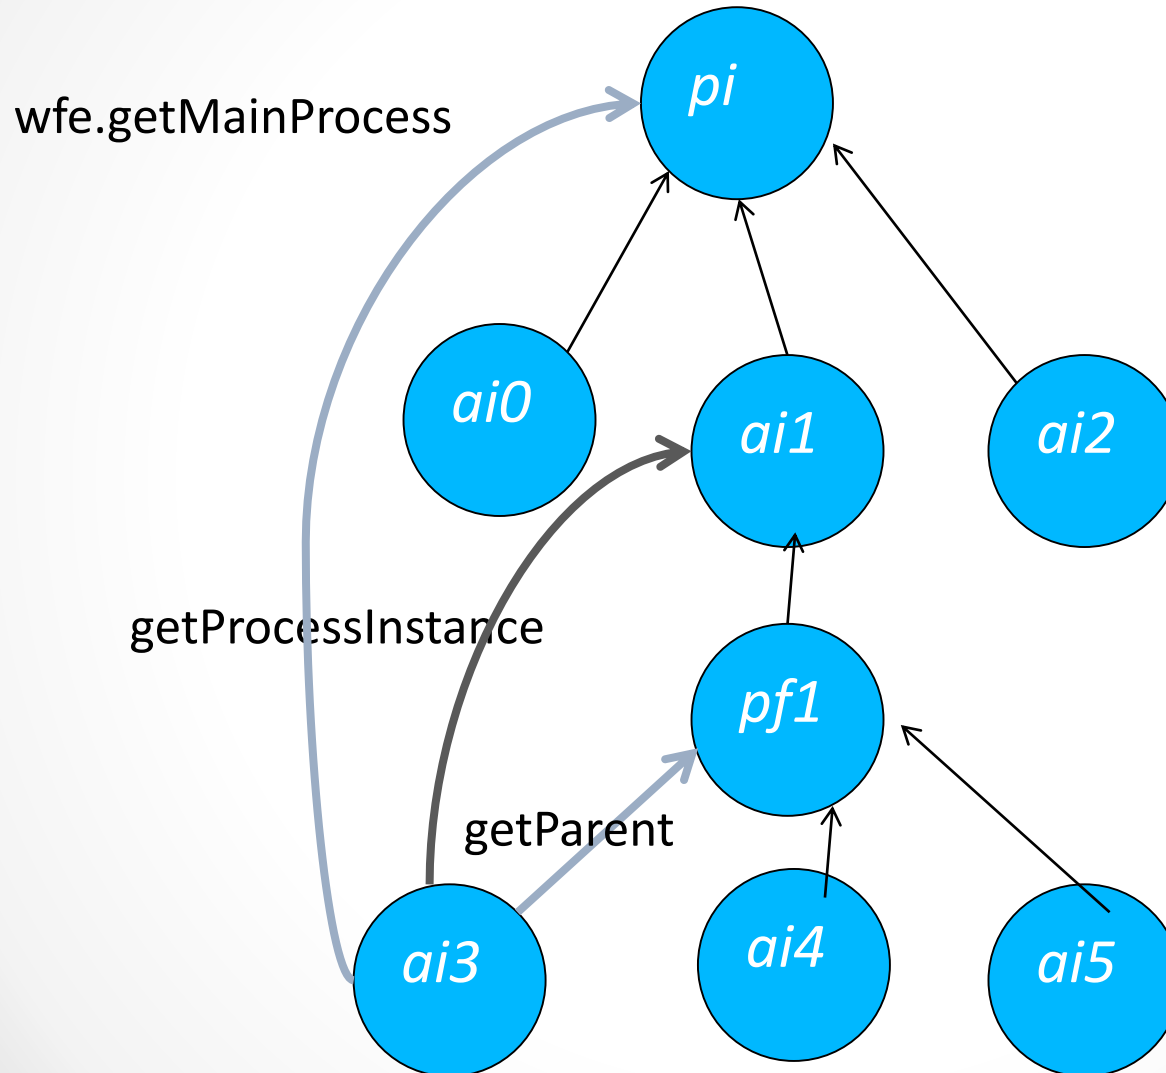 pi
wfe.getMainProcess
ai0
ai1
ai2
getProcessInstance
pf1
getParent
ai3
ai4
ai5